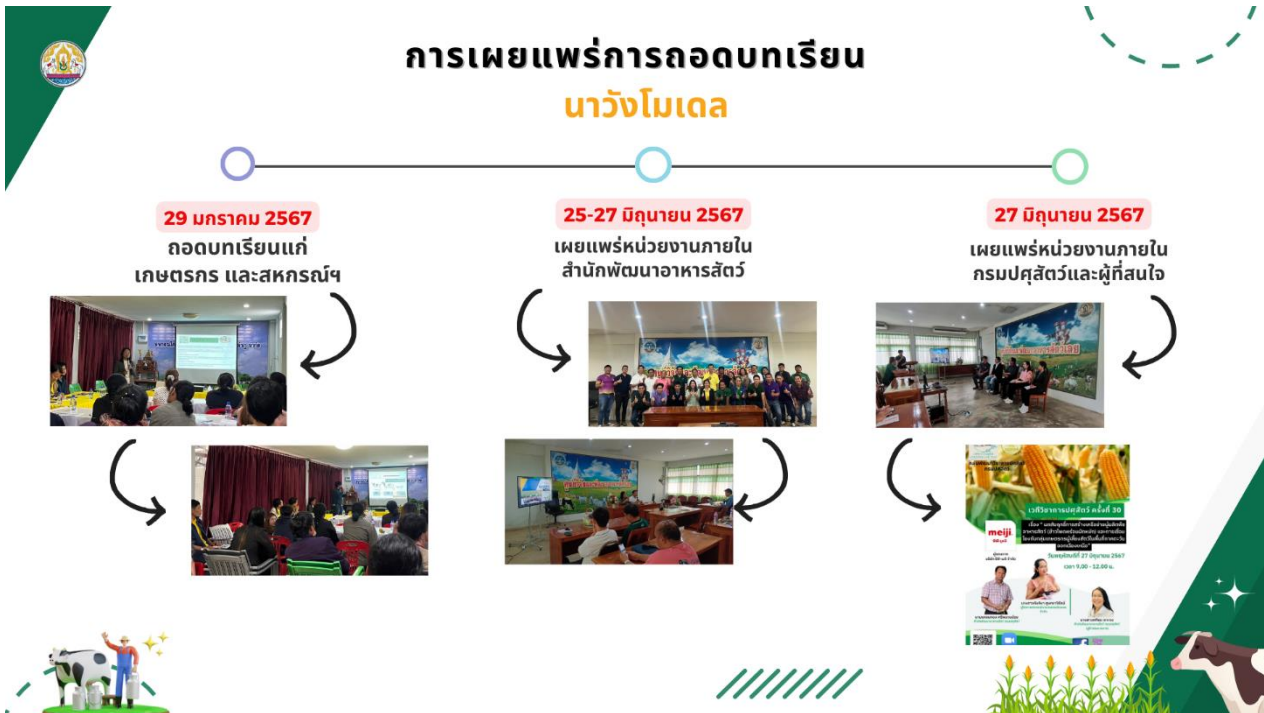 การเผยแพร่การถอดบทเรียน
นาวังโมเดล
29 มกราคม 2567
ถอดบทเรียนแก่
เกษตรกร และสหกรณ์ฯ
25-27 มิถุนายน 2567
เผยแพร่หน่วยงานภายใน
สำนักพัฒนาอาหารสัตว์
27 มิถุนายน 2567
เผยแพร่หน่วยงานภายใน
กรมปศุสัตว์และผู้ที่สนใจ
เวทีวิชาการปศุสัตว์ ครั้งที่ 30
meiji
วันพฤหัสบดีที่ 27 มิถุนายน 2567
เวลา 9.00 - 12.00 น.